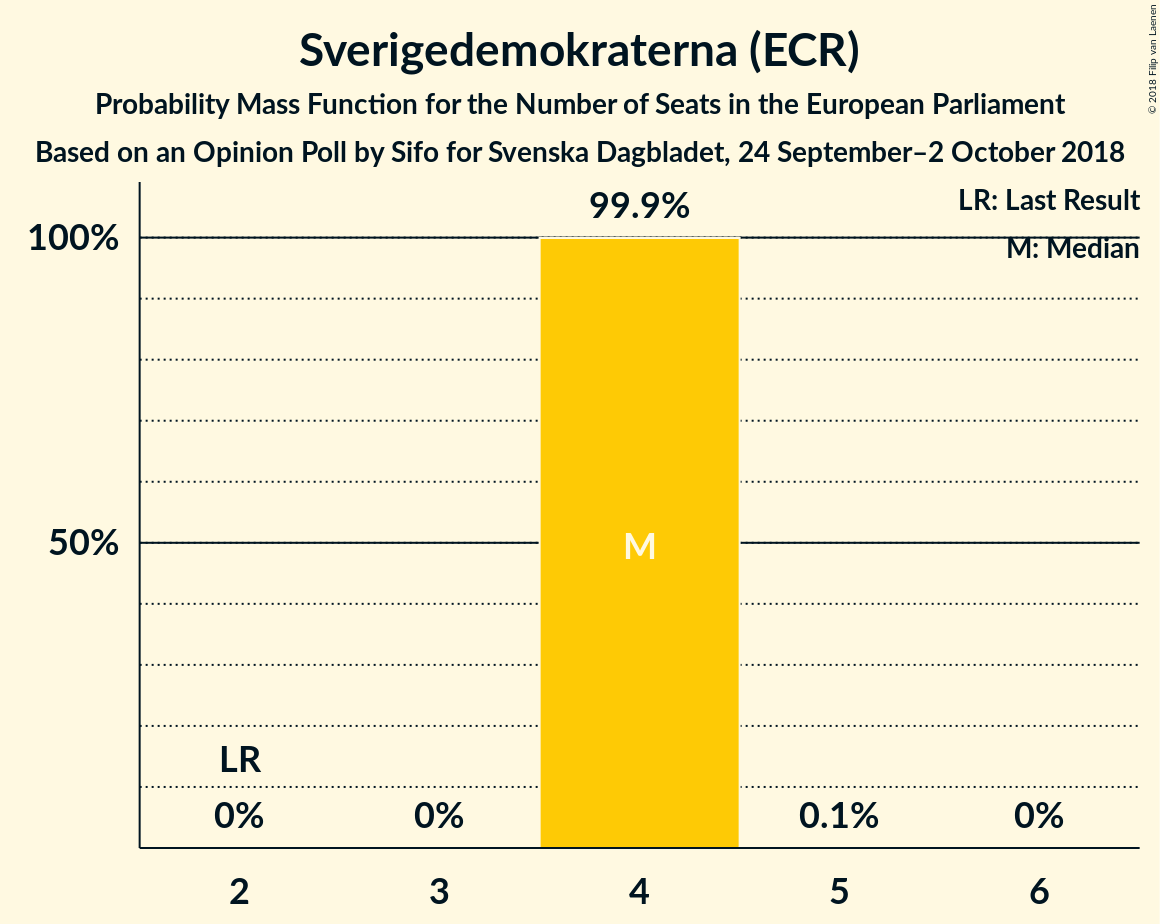 Sverigedemokraterna (ECR)
Probability Mass Function for the Number of Seats in the European Parliament
Based on an Opinion Poll by Sifo for Svenska Dagbladet, 24 September–2 October 2018
© 2018 Filip van Laenen
LR: Last Result
M: Median
99.9%
100%
50%
M
LR
0%
0%
0.1%
0%
2
3
4
5
6